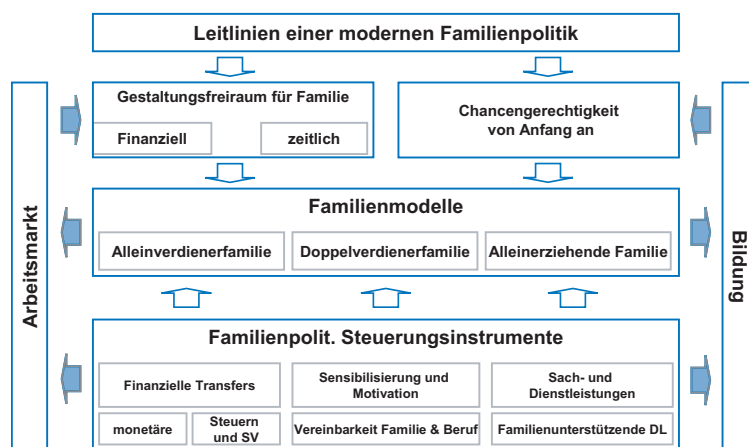 Leitlinien einer modernen Familienpolitik
Arbeitsmarkt
Gestaltungsfreiraum für Familie
Finanziell
zeitlich
Chancengerechtigkeit
von Anfang an
Bildung
Familienmodelle
Alleinverdienerfamilie
Doppelverdienerfamilie
Alleinerziehende Familie
Familienpolit. Steuerungsinstrumente
Finanzielle Transfers
Sensibilisierung und
Motivation
Sach- und
Dienstleistungen
monetäre
Steuern
und SV
Vereinbarkeit Familie & Beruf
Familienunterstützende DL